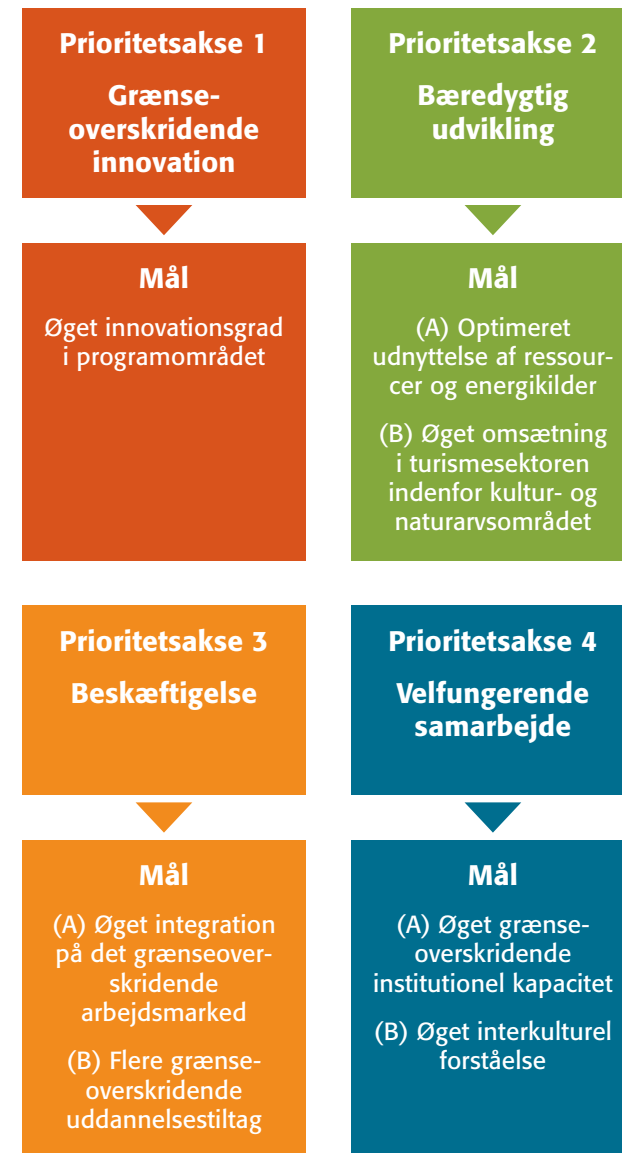 Prioritetsakse 1
Grænse-
overskridende
innovation
Mål
Øget innovationsgrad
i programområdet
Prioritetsakse 2
Bæredygtig
udvikling
Mål
(A) Optimeret
udnyttelse af ressour-
cer og energikilder
(B) Øget omsætning
i turismesektoren
indenfor kultur- og
naturarvsområdet
Prioritetsakse 3
Beskæftigelse
Mål
(A) Øget integration
på det grænseover-
skridende
arbejdsmarked
(B) Flere grænse-
overskridende
uddannelsestiltag
Prioritetsakse 4
Velfungerende
samarbejde
Mål
(A) Øget grænse-
overskridende
institutionel kapacitet
(B) Øget interkulturel
forståelse